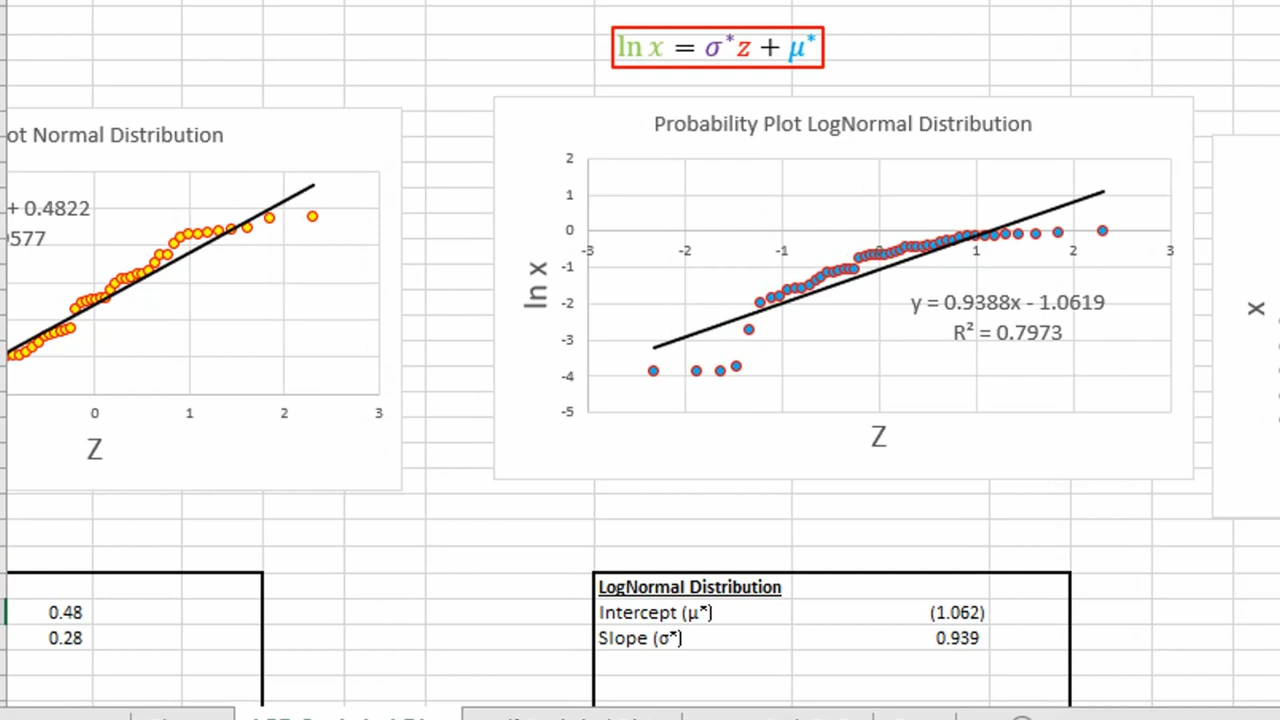 ln x = σ*z + μ*
ot Normal Distribution
+ 0.4822
577
0
1
2
3
Z
Probability Plot LogNormal Distribution
2
1
0
-1
-2
-3
-4
-5
-3
-2
-1
0
1
2
3
ln x
y = 0.9388x - 1.0619
R² = 0.7973
Z
x
0.48
0.28
LogNormal Distribution
Intercept (μ*) (1.062)
Slope (σ*) 0.939